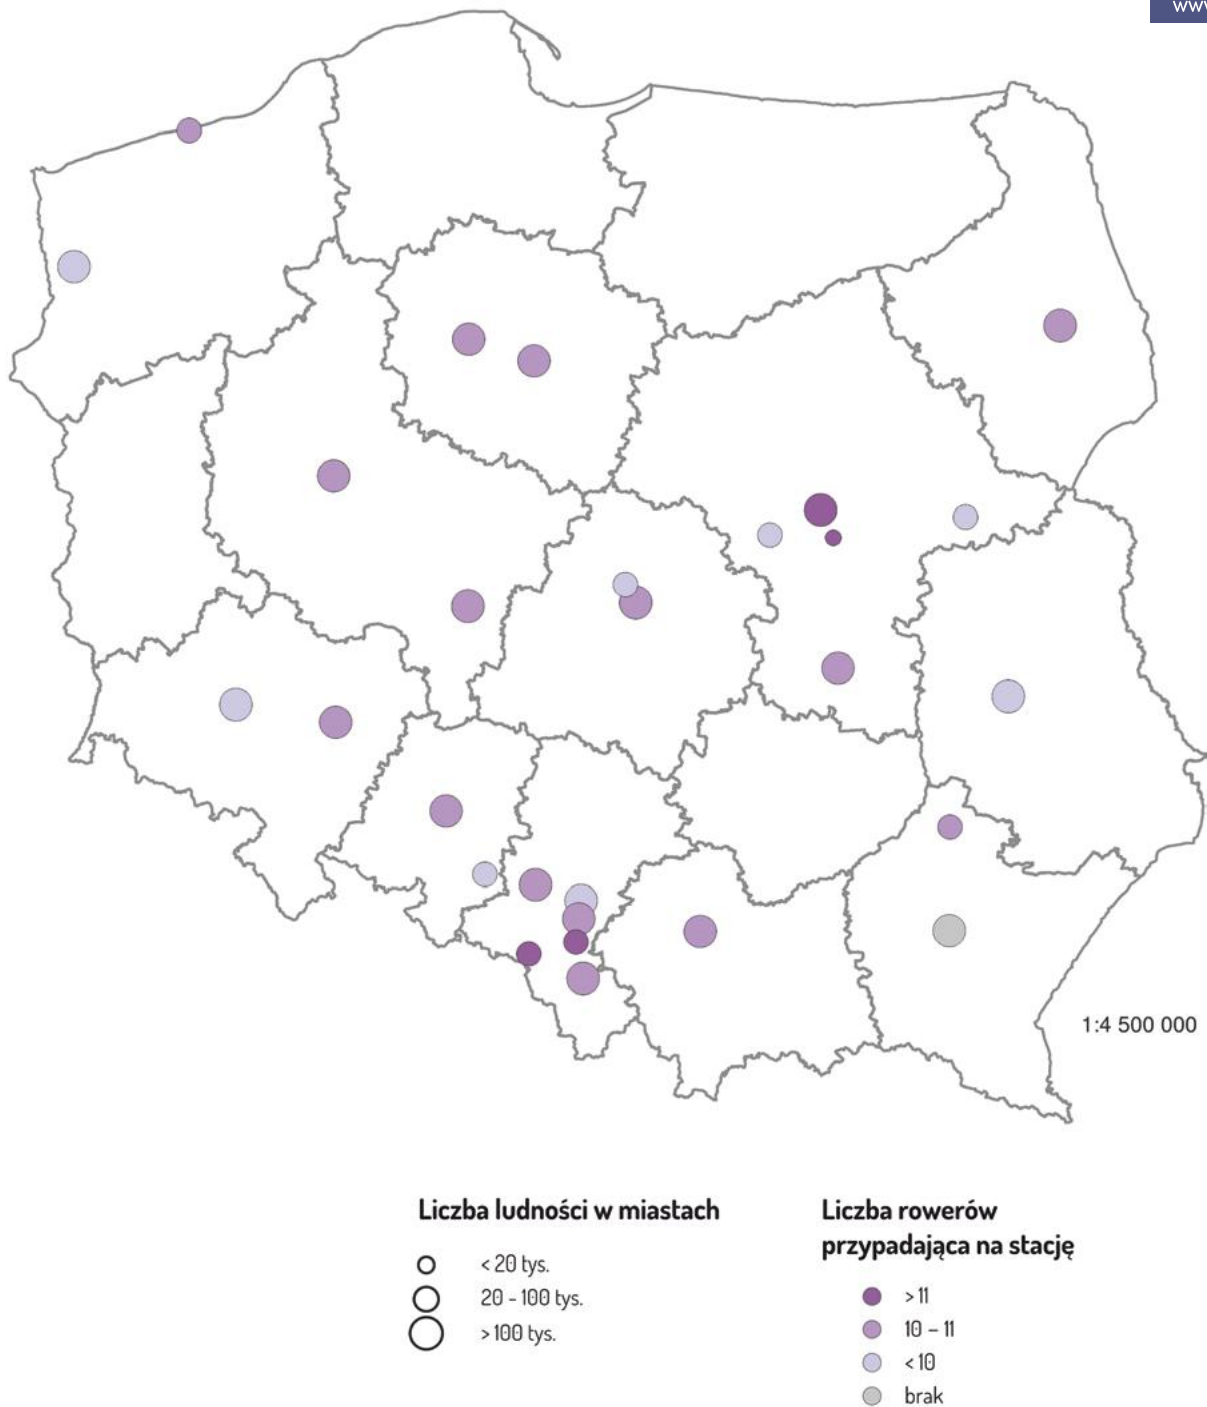 www
1:4 500 000
Liczba ludności w miastach
< 20 tys.
20 - 100 tys.
> 100 tys.
Liczba rowerów
przypadająca na stację
> 11
10 – 11
< 10
brak